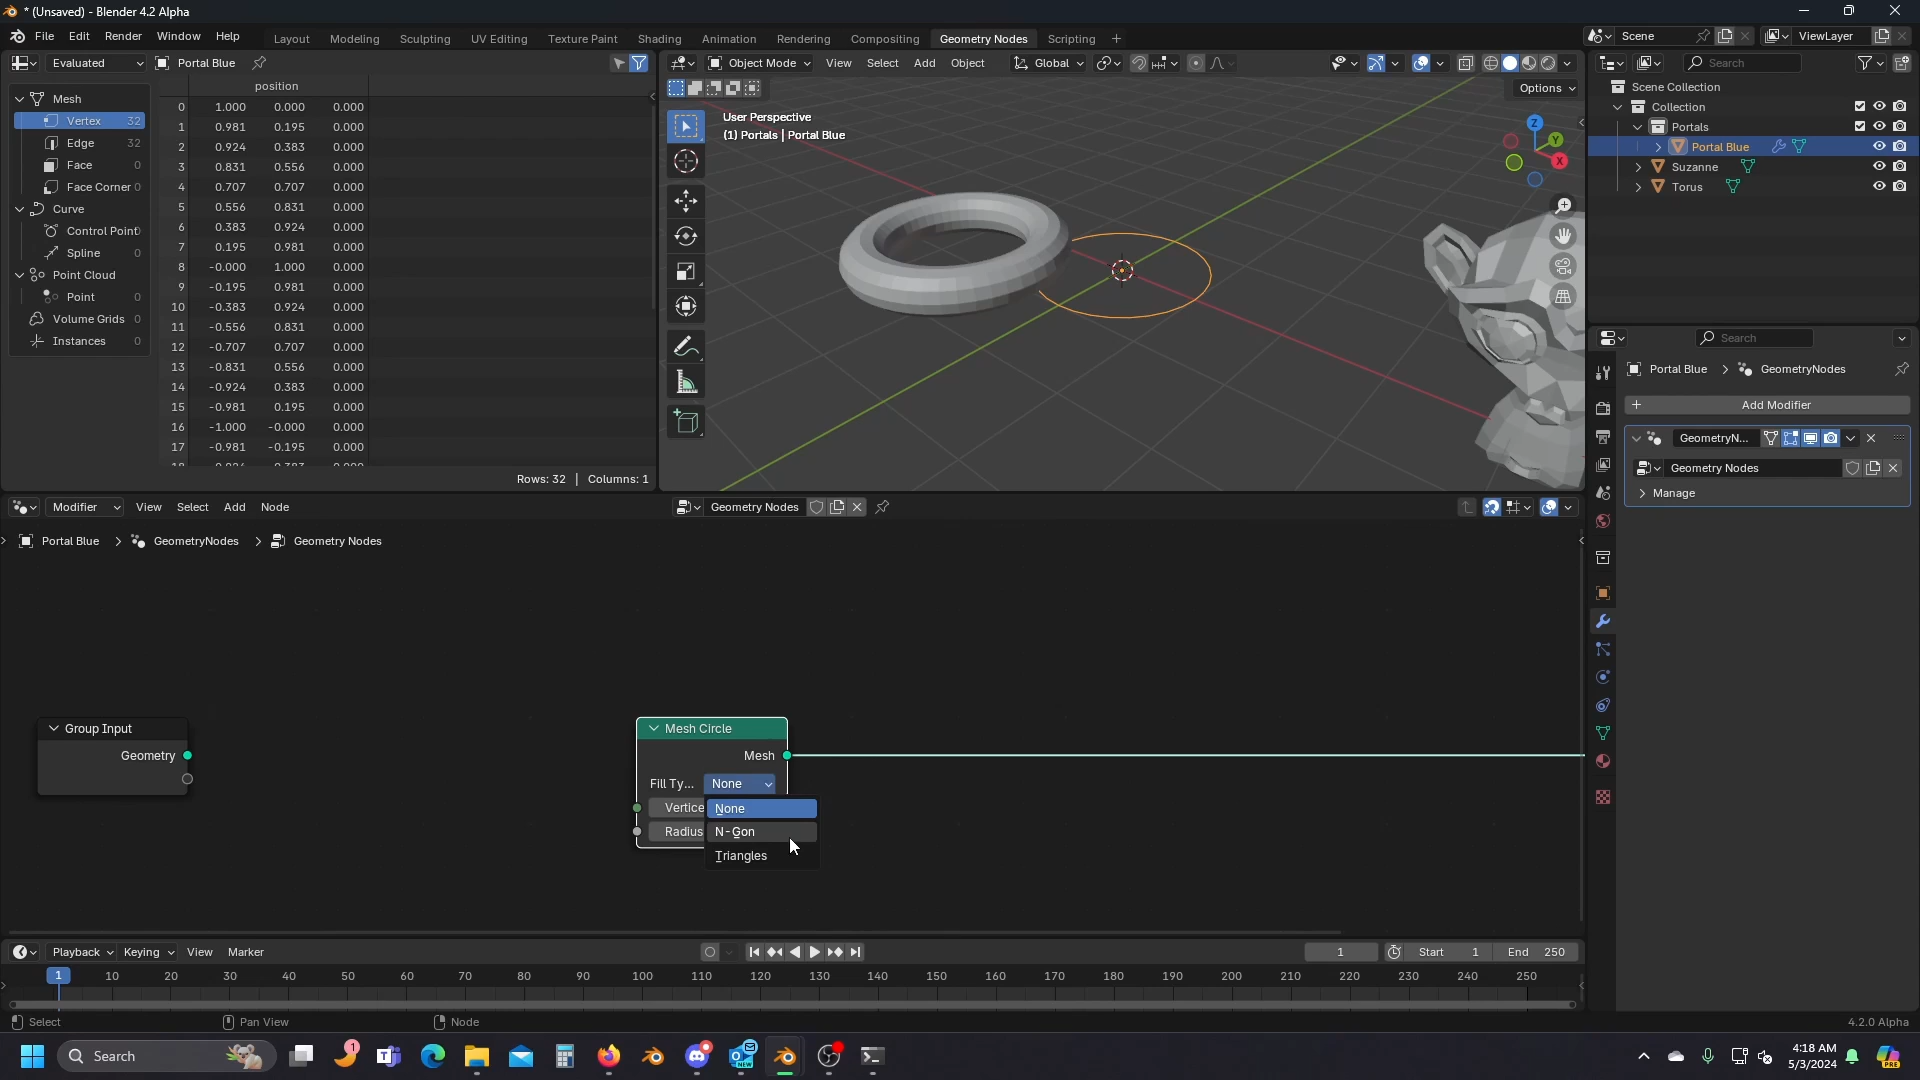 * (Unsaved) - Blender 4.2 Alpha
File Edit Render Window Help Layout Modeling Sculpting UV Editing Texture Paint Shading Animation Rendering Compositing Geometry Nodes Scripting + Scene ViewLayer
Evaluated Portal Blue
Object Mode View Select Add Object Global
Search
Options
position
Mesh
Vertex 32
Edge 32
Face 0
Face Corner 0
Curve
Control Point
Spline 0
Point Cloud
Point 0
Volume Grids 0
Instances 0
0 1.000 0.000 0.000
1 0.981 0.195 0.000
2 0.924 0.383 0.000
3 0.831 0.556 0.000
4 0.707 0.707 0.000
5 0.556 0.831 0.000
6 0.383 0.924 0.000
7 0.195 0.981 0.000
8 -0.000 1.000 0.000
9 -0.195 0.981 0.000
10 -0.383 0.924 0.000
11 -0.556 0.831 0.000
12 -0.707 0.707 0.000
13 -0.831 0.556 0.000
14 -0.924 0.383 0.000
15 -0.981 0.195 0.000
16 -1.000 -0.000 0.000
17 -0.981 -0.195 0.000
Rows: 32 | Columns: 1
User Perspective
(1) Portals | Portal Blue
Z
Y
X
Scene Collection
Collection
Portals
Portal Blue
Suzanne
Torus
Search
Portal Blue > GeometryNodes
+ Add Modifier
GeometryN...
Geometry Nodes
Manage
Modifier View Select Add Node Geometry Nodes
Portal Blue > GeometryNodes > Geometry Nodes
Group Input
Geometry
Mesh Circle
Mesh
Fill Ty... None
Vertice
Radius
None
N-Gon
Triangles
Playback Keying View Marker 1 Start 1 End 250
1 10 20 30 40 50 60 70 80 90 100 110 120 130 140 150 160 170 180 190 200 210 220 230 240 250
Select Pan View Node 4.2.0 Alpha
Search
1
NEW
4:18 AM
5/3/2024
PRE